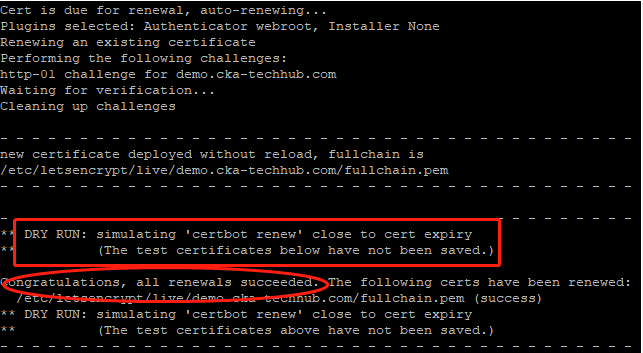 Cert is due for renewal, auto-renewing...
Plugins selected: Authenticator webroot, Installer None
Renewing an existing certificate
Performing the following challenges:
http-01 challenge for demo.cka-techhub.com
Waiting for verification...
Cleaning up challenges
- - - - - - - - - - - - - - - - - - - - - - - - - - - - - - - - - - - - - - - -
new certificate deployed without reload, fullchain is
/etc/letsencrypt/live/demo.cka-techhub.com/fullchain.pem
- - - - - - - - - - - - - - - - - - - - - - - - - - - - - - - - - - - - - - - -
- - - - - - - - - - - - - - - - - - - - - - - - - - - - - - - - - - - - - - - -
** DRY RUN: simulating 'certbot renew' close to cert expiry
**          (The test certificates below have not been saved.)
Congratulations, all renewals succeeded. The following certs have been renewed:
  /etc/letsencrypt/live/demo.cka-techhub.com/fullchain.pem (success)
** DRY RUN: simulating 'certbot renew' close to cert expiry
**          (The test certificates above have not been saved.)
- - - - - - - - - - - - - - - - - - - - - - - - - - - - - - - - - - - - - - - -